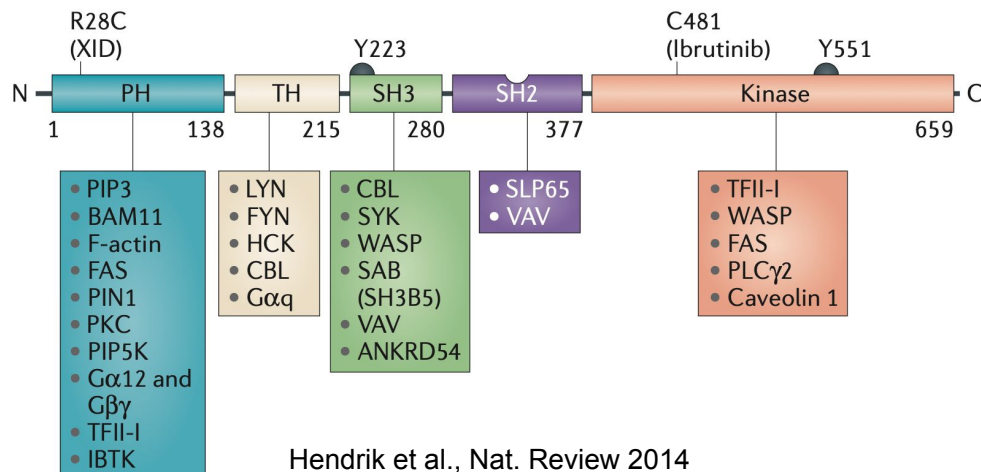 R28C
(XID)
Y223
C481
(Ibrutinib)
Y551
N
PH
TH
SH3
SH2
Kinase
C
1
138
215
280
377
659
• PIP3
• BAM11
• F-actin
• FAS
• PIN1
• PKC
• PIP5K
• Gα12 and
Gβγ
• TFII-I
• IBTK
• LYN
• FYN
• HCK
• CBL
• Gαq
• CBL
• SYK
• WASP
• SAB
(SH3B5)
• VAV
• ANKRD54
• SLP65
• VAV
• TFII-I
• WASP
• FAS
• PLCγ2
• Caveolin 1
Hendrik et al., Nat. Review 2014